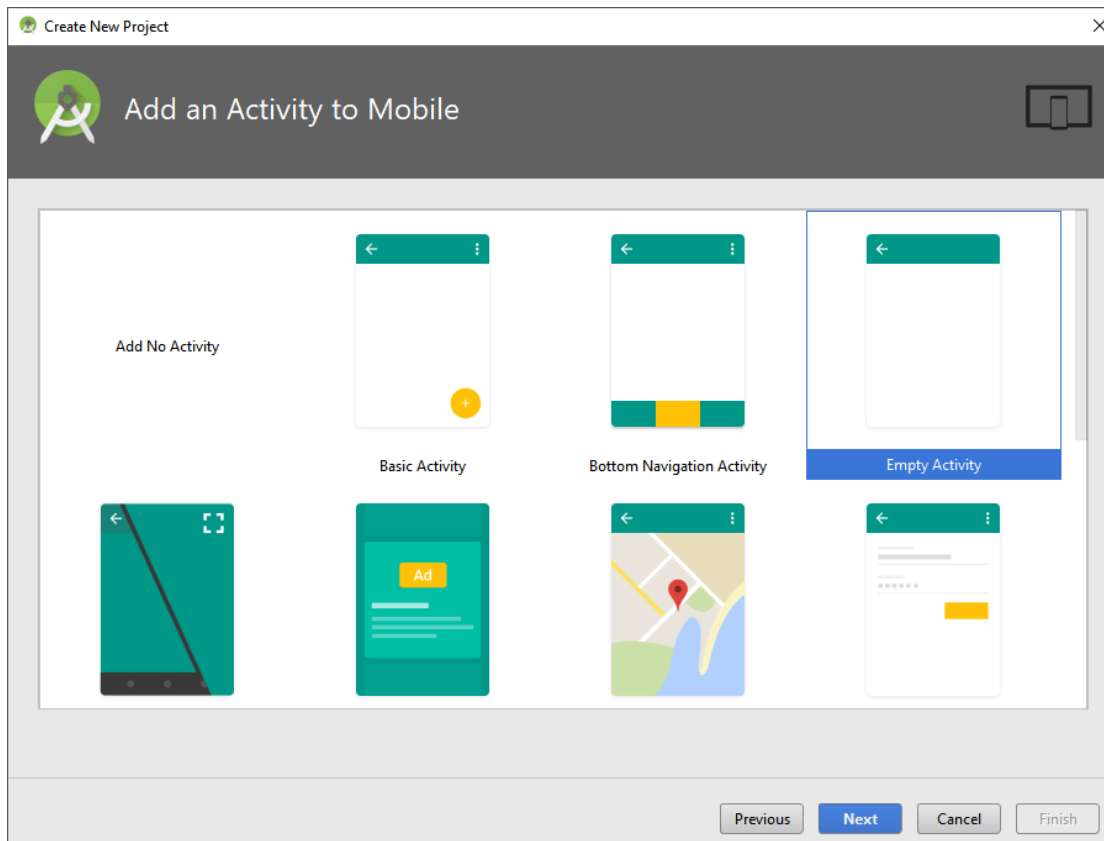 Create New Project
Add an Activity to Mobile
Add No Activity
Basic Activity
Bottom Navigation Activity
Empty Activity
Ad
Previous
Next
Cancel
Finish